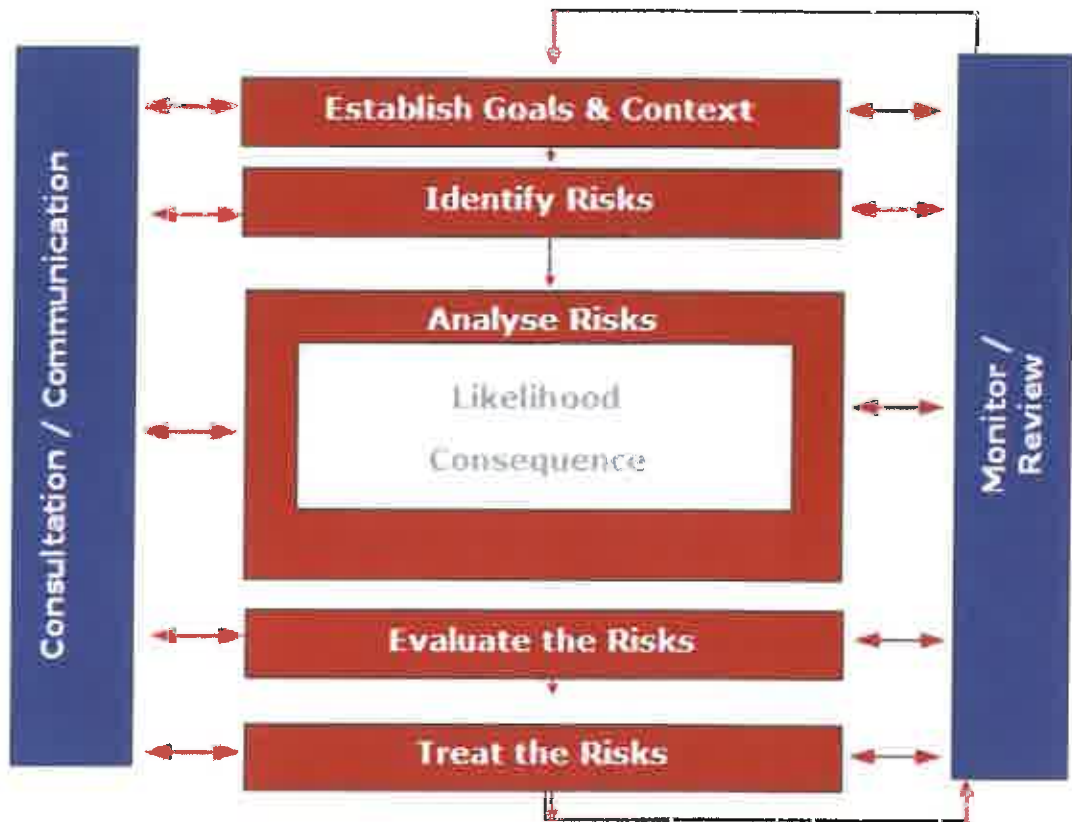 Establish Goals & Context
Identify Risks
Analyse Risks
Likelihood
Consequence
Evaluate the Risks
Treat the Risks
Consultation / Communication
Monitor /
Review